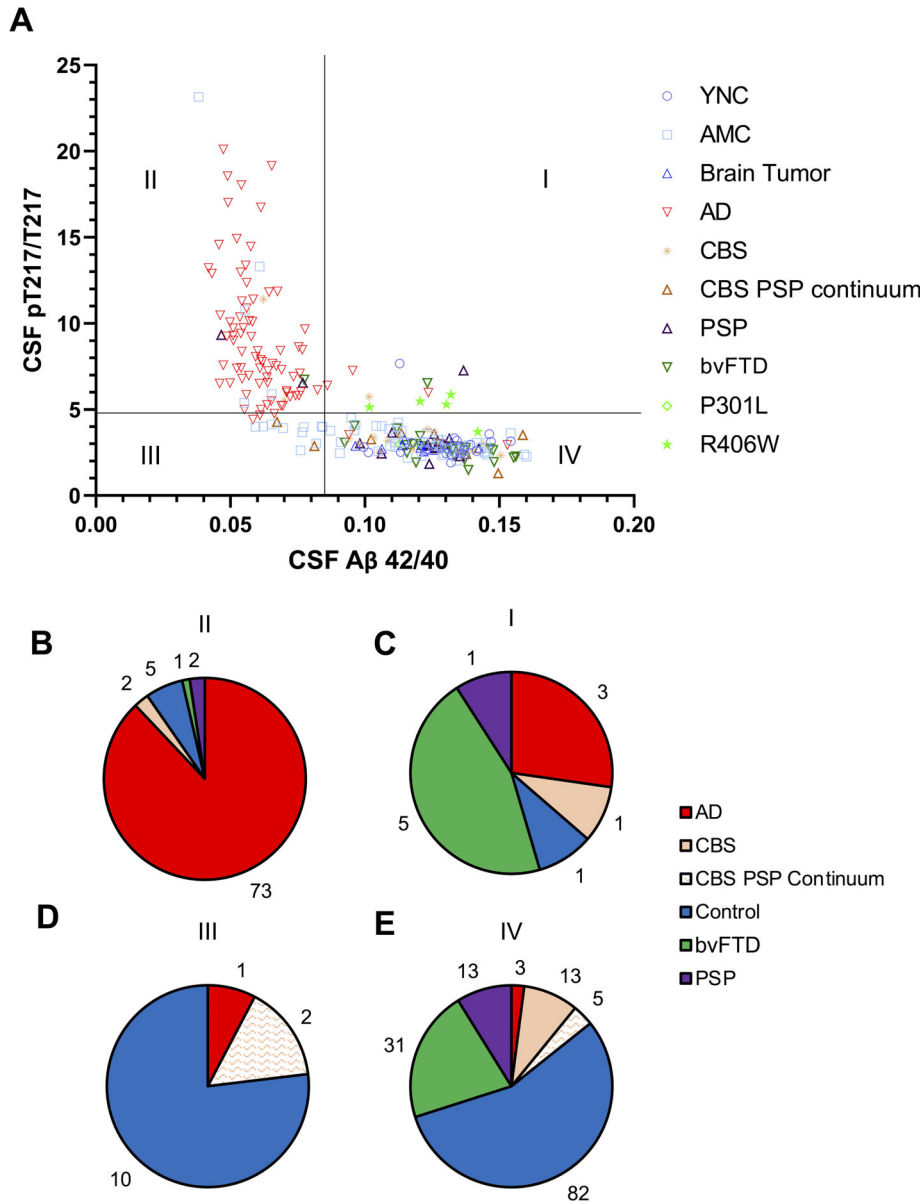 A
25
20
15
10
5
0
CSF pT217/T217
0.00 0.05 0.10 0.15 0.20
CSF Aβ 42/40
II
I
III
IV
YNC
AMC
Brain Tumor
AD
CBS
CBS PSP continuum
PSP
bvFTD
P301L
R406W
B
II
2 5 1 2
73
C
I
1
3
5
1
1
D
III
1
2
10
E
IV
13 3 13
5
31
82
AD
CBS
CBS PSP Continuum
Control
bvFTD
PSP